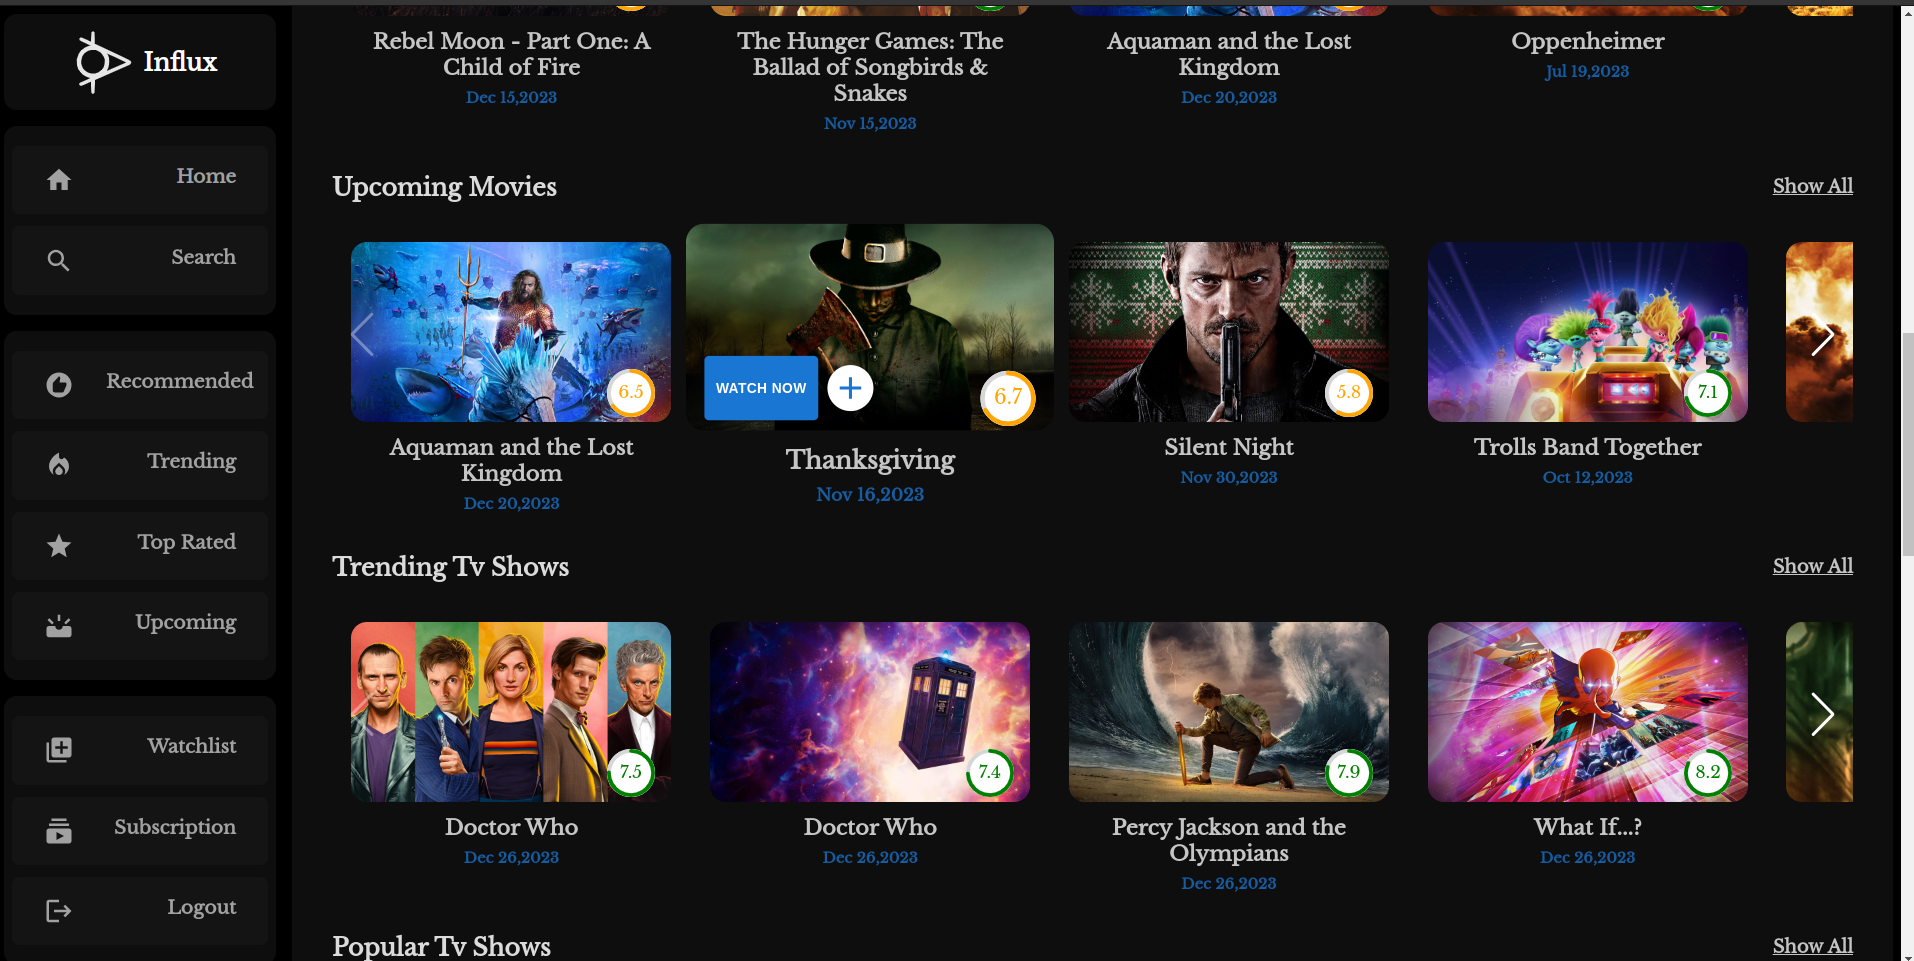 Influx
Home
Search
Recommended
Trending
Top Rated
Upcoming
Watchlist
Subscription
Logout
Rebel Moon - Part One: A
Child of Fire
Dec 15,2023
The Hunger Games: The
Ballad of Songbirds &
Snakes
Nov 15,2023
Aquaman and the Lost
Kingdom
Dec 20,2023
Oppenheimer
Jul 19,2023
Upcoming Movies
Show All
6.5
Aquaman and the Lost
Kingdom
Dec 20,2023
WATCH NOW
6.7
Thanksgiving
Nov 16,2023
5.8
Silent Night
Nov 30,2023
7.1
Trolls Band Together
Oct 12,2023
Trending Tv Shows
Show All
7.5
Doctor Who
Dec 26,2023
7.4
Doctor Who
Dec 26,2023
7.9
Percy Jackson and the
Olympians
Dec 26,2023
8.2
What If...?
Dec 26,2023
Popular Tv Shows
Show All